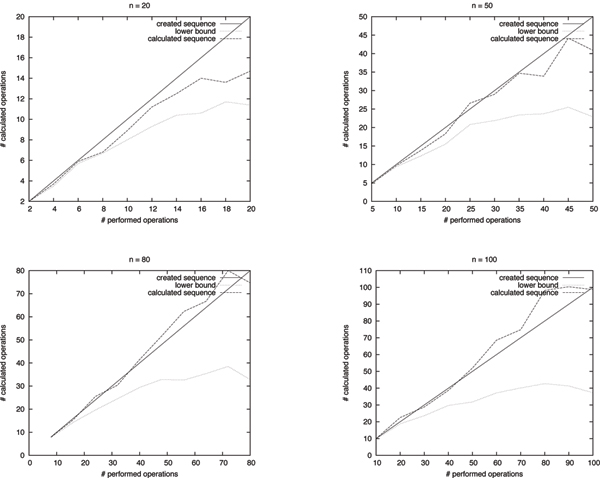 n = 20
20
18
16
14
12
10
8
6
4
2
# calculated operations
created sequence
lower bound
calculated sequence
2 4 6 8 10 12 14 16 18 20
# performed operations
n = 50
50
45
40
35
30
25
20
15
10
5
0
# calculated operations
created sequence
lower bound
calculated sequence
5 10 15 20 25 30 35 40 45 50
# performed operations
n = 80
80
70
60
50
40
30
20
10
0
# calculated operations
created sequence
lower bound
calculated sequence
0 10 20 30 40 50 60 70 80
# performed operations
n = 100
110
100
90
80
70
60
50
40
30
20
10
0
# calculated operations
created sequence
lower bound
calculated sequence
10 20 30 40 50 60 70 80 90 100
# performed operations